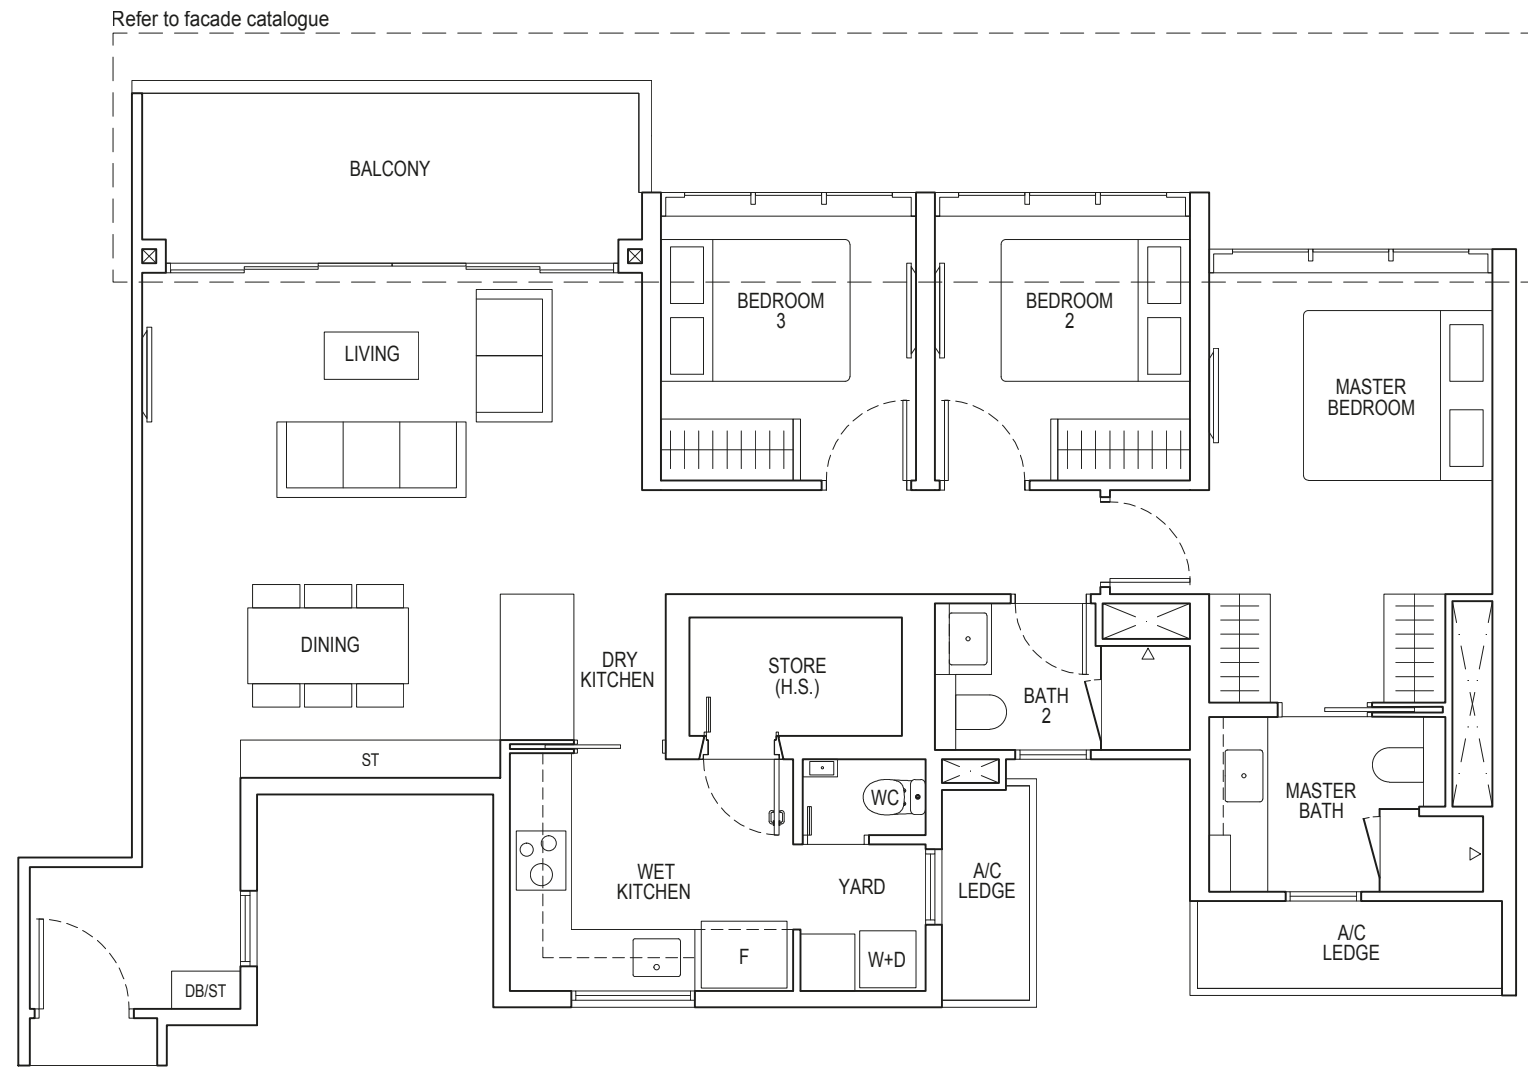 Refer to facade catalogue
BALCONY
BEDROOM
3
BEDROOM
2
LIVING
MASTER
BEDROOM
DINING
DRY
KITCHEN
STORE
(H.S.)
BATH
2
ST
WC
MASTER
BATH
WET
KITCHEN
YARD
A/C
LEDGE
F
W+D
A/C
LEDGE
DB/ST